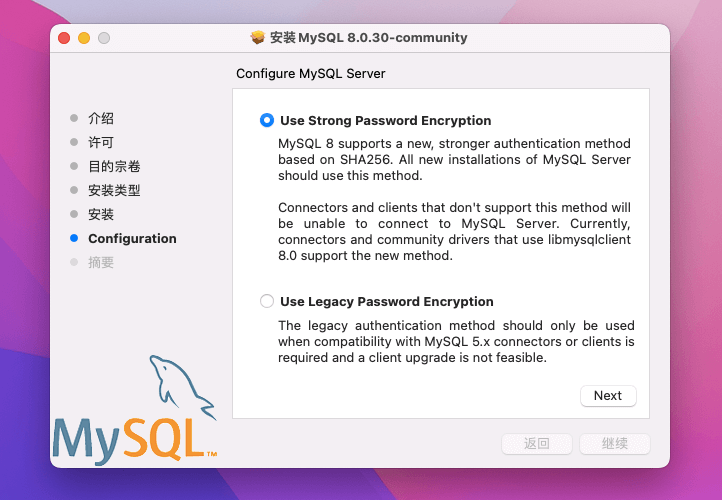 安装 MySQL 8.0.30-community
Configure MySQL Server
介绍
许可
目的宗卷
安装类型
安装
Configuration
摘要
Use Strong Password Encryption
MySQL 8 supports a new, stronger authentication method
based on SHA256. All new installations of MySQL Server
should use this method.
Connectors and clients that don't support this method will
be unable to connect to MySQL Server. Currently,
connectors and community drivers that use libmysqlclient
8.0 support the new method.
Use Legacy Password Encryption
The legacy authentication method should only be used
when compatibility with MySQL 5.x connectors or clients is
required and a client upgrade is not feasible.
Next
MySQL™
返回
继续